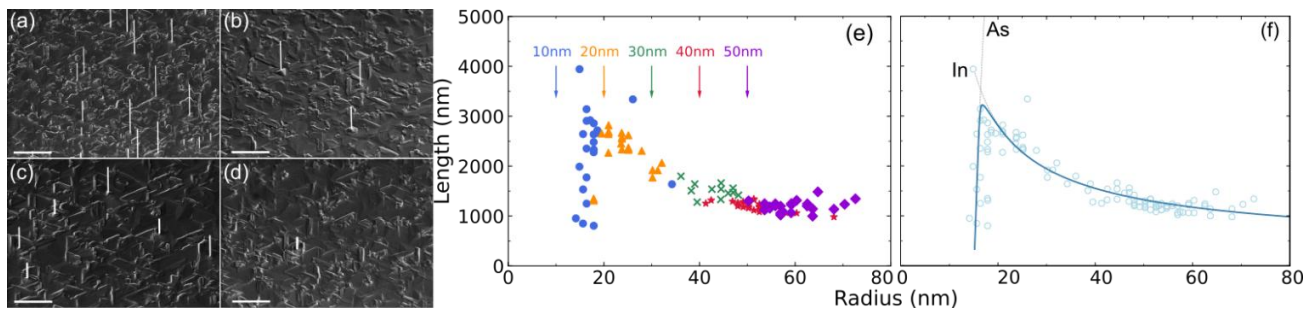 (a)
(b)
(c)
(d)
5000
4000
3000
2000
1000
0
Length (nm)
10nm 20nm 30nm 40nm 50nm
(e)
0 20 40 60 80
As
In
(f)
0 20 40 60 80
Radius (nm)